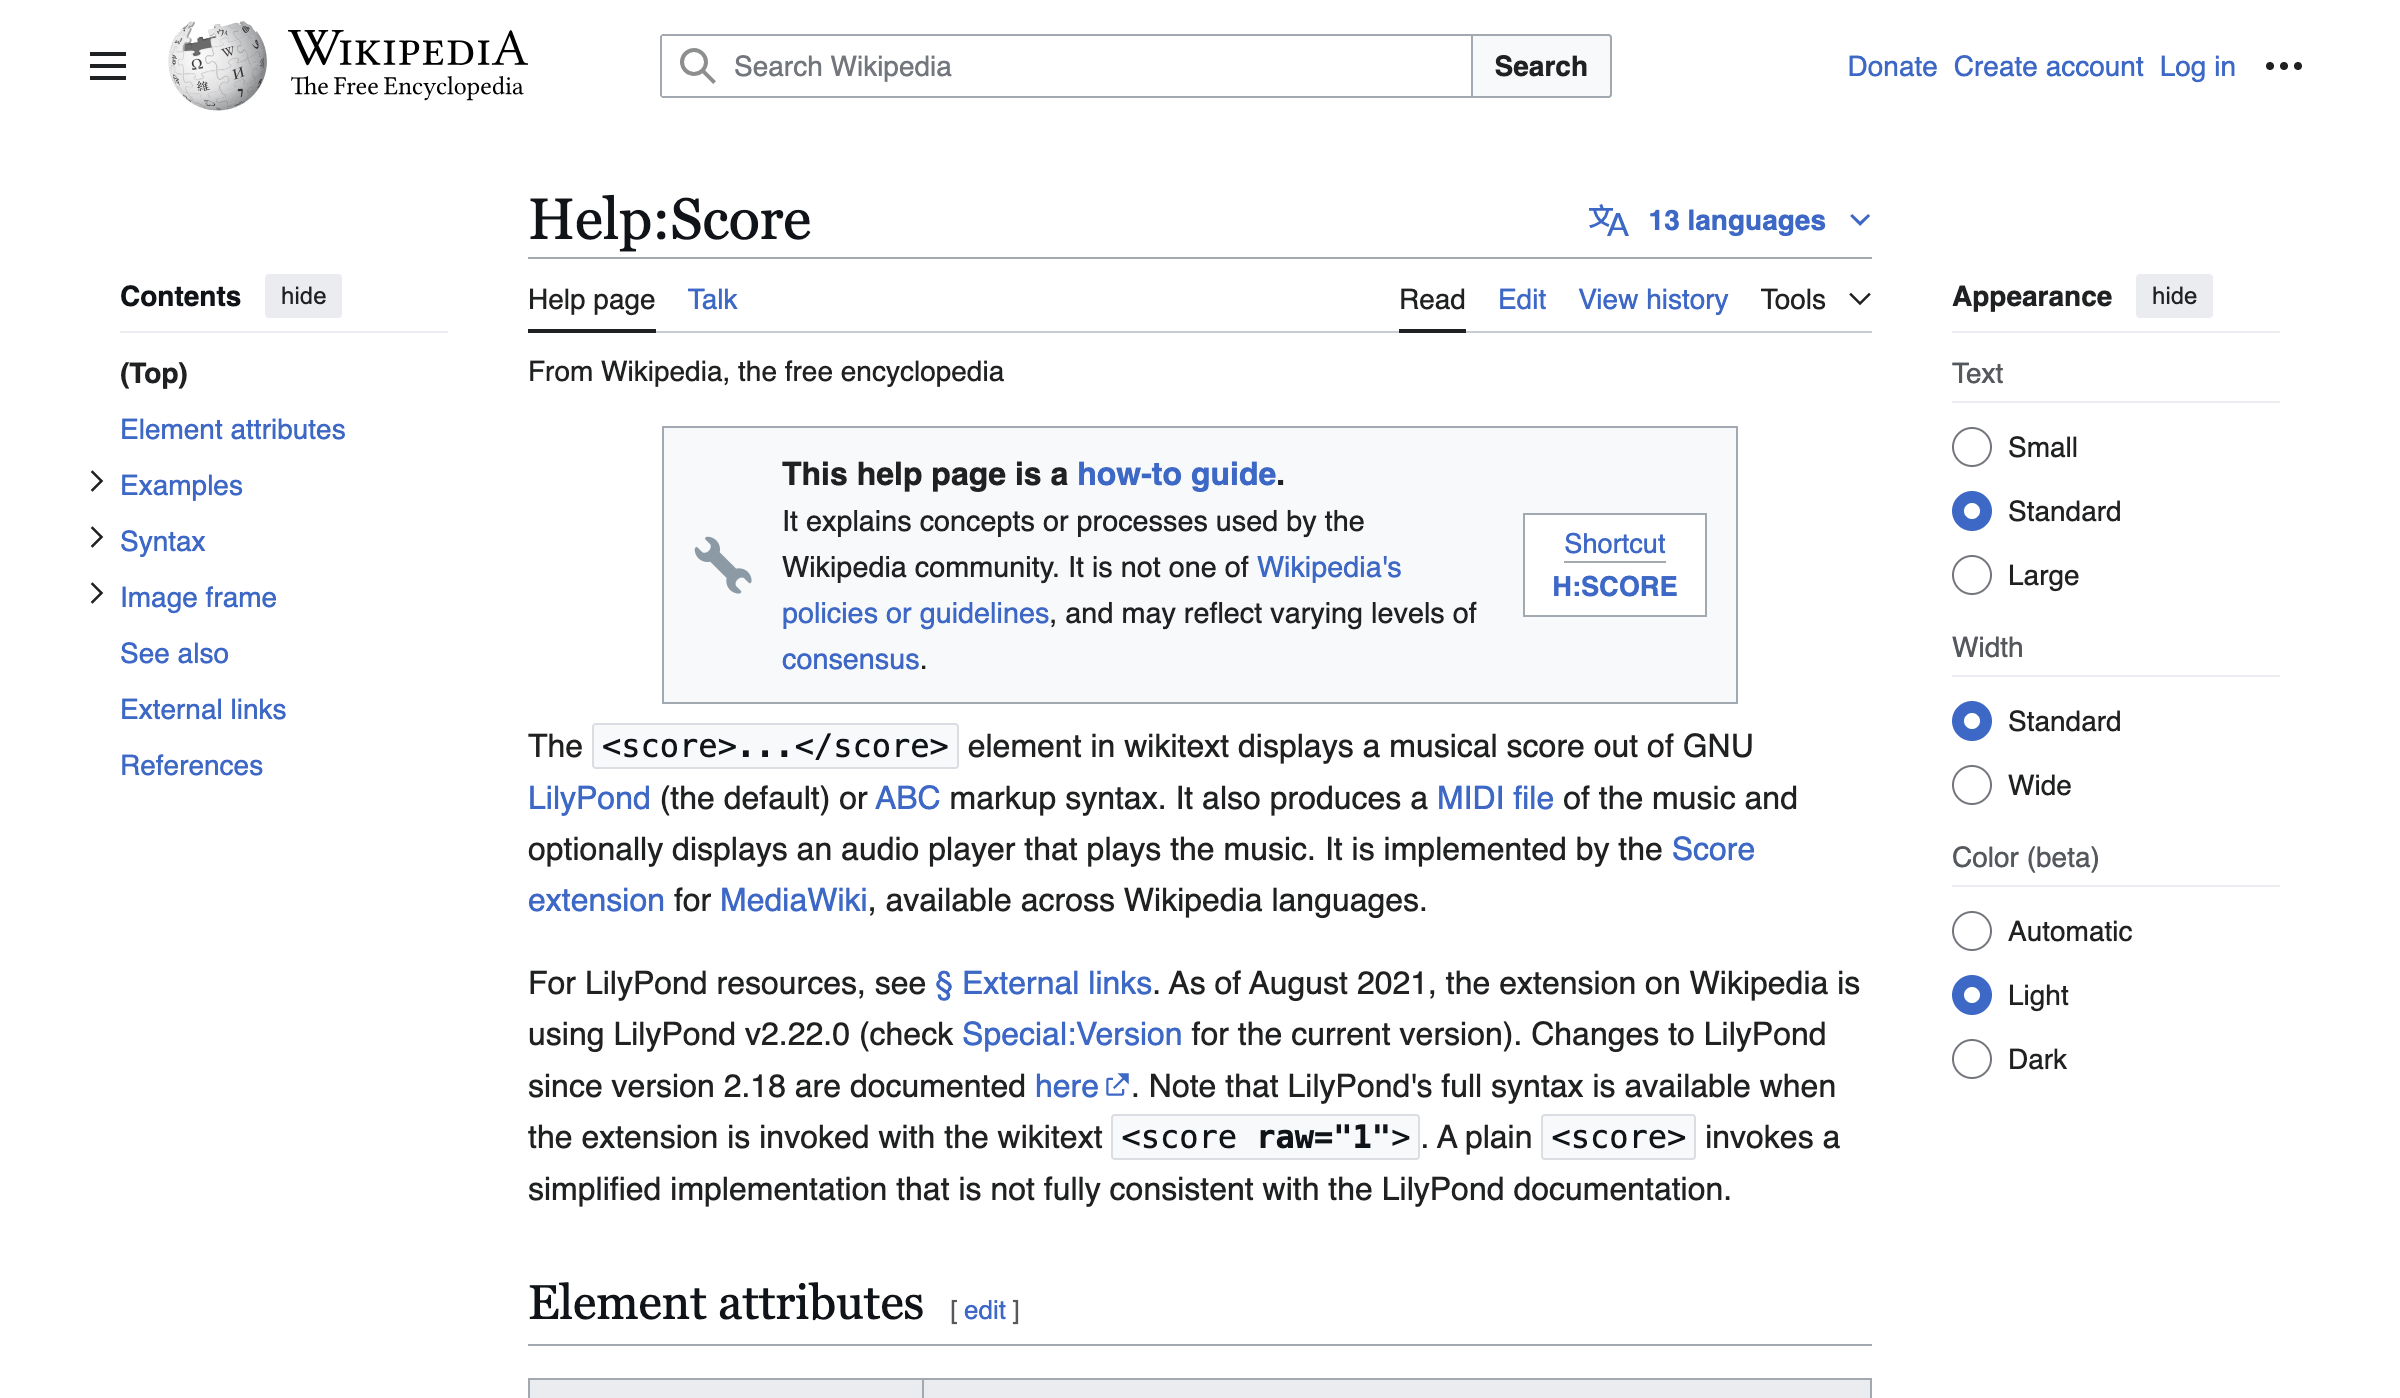 WIKIPEDIA
The Free Encyclopedia
Search Wikipedia
Search
Donate Create account Log in
Help:Score
13 languages
Contents hide
(Top)
Element attributes
Examples
Syntax
Image frame
See also
External links
References
Help page Talk
Read Edit View history Tools
From Wikipedia, the free encyclopedia
This help page is a how-to guide.
It explains concepts or processes used by the
Wikipedia community. It is not one of Wikipedia's
policies or guidelines, and may reflect varying levels of
consensus.
Shortcut
H:SCORE
The <score>...</score> element in wikitext displays a musical score out of GNU
LilyPond (the default) or ABC markup syntax. It also produces a MIDI file of the music and
optionally displays an audio player that plays the music. It is implemented by the Score
extension for MediaWiki, available across Wikipedia languages.
For LilyPond resources, see § External links. As of August 2021, the extension on Wikipedia is
using LilyPond v2.22.0 (check Special:Version for the current version). Changes to LilyPond
since version 2.18 are documented here. Note that LilyPond's full syntax is available when
the extension is invoked with the wikitext <score raw="1">. A plain <score> invokes a
simplified implementation that is not fully consistent with the LilyPond documentation.
Element attributes [ edit ]
Appearance hide
Text
Small
Standard
Large
Width
Standard
Wide
Color (beta)
Automatic
Light
Dark